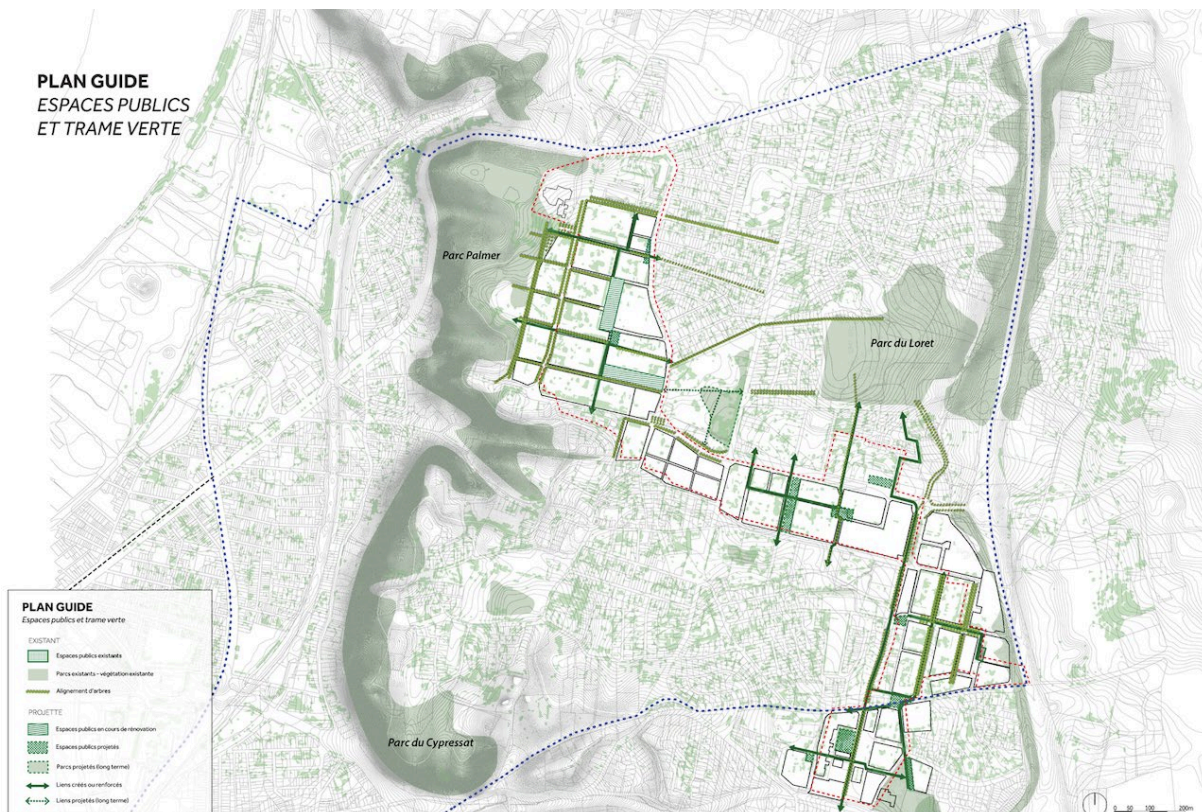 PLAN GUIDE
ESPACES PUBLICS
ET TRAME VERTE
Parc Palmer
Parc du Loret
Parc du Cypressat
PLAN GUIDE
Espaces publics et trame verte
EXISTANT
Espaces publics existants
Parcs existants - végétation existante
Alignement d'arbres
PROJETTE
Espaces publics en cours de rénovation
Espaces publics projetés
Parcs projetés (long terme)
Liens créés ou renforcés
Liens projetés (long terme)
0 50 100 200m